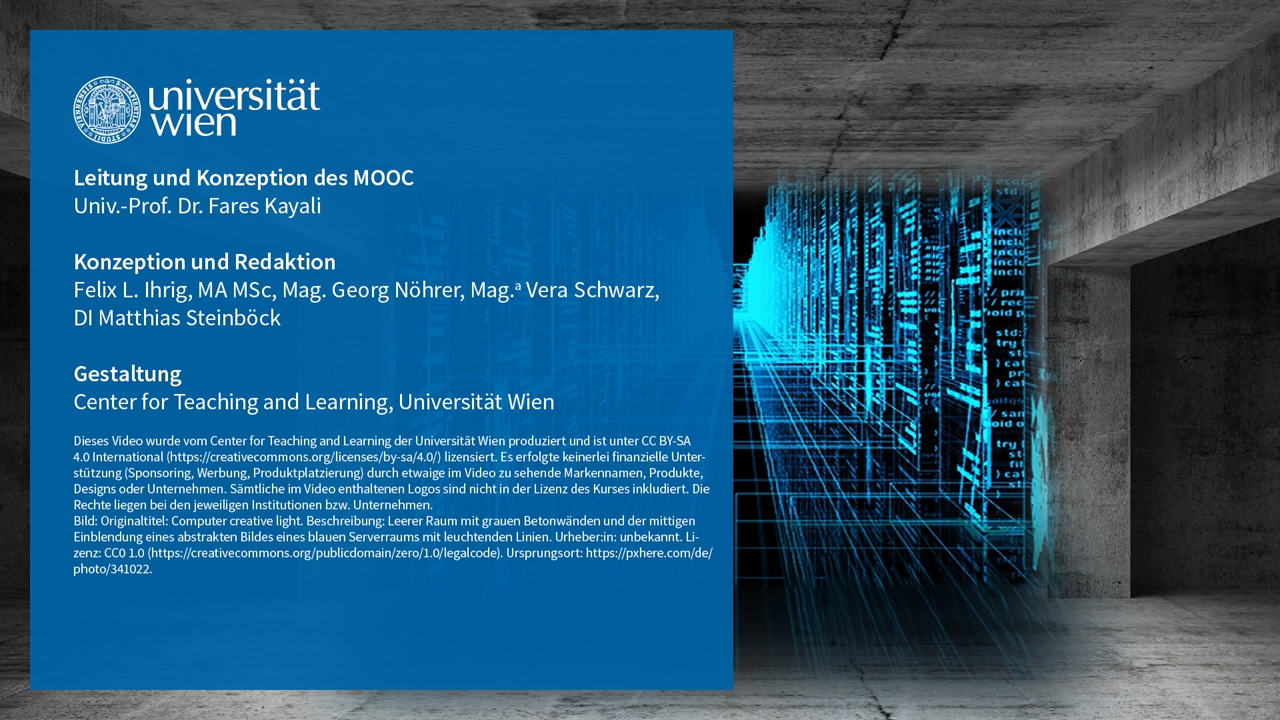 universität
wien
Leitung und Konzeption des MOOC
Univ.-Prof. Dr. Fares Kayali
Konzeption und Redaktion
Felix L. Ihrig, MA MSc, Mag. Georg Nöhrer, Mag.ª Vera Schwarz,
DI Matthias Steinböck
Gestaltung
Center for Teaching and Learning, Universität Wien
Dieses Video wurde vom Center for Teaching and Learning der Universität Wien produziert und ist unter CC BY-SA
4.0 International (https://creativecommons.org/licenses/by-sa/4.0/) lizensiert. Es erfolgte keinerlei finanzielle Unter-
stützung (Sponsoring, Werbung, Produktplatzierung) durch etwaige im Video zu sehende Markennamen, Produkte,
Designs oder Unternehmen. Sämtliche im Video enthaltenen Logos sind nicht in der Lizenz des Kurses inkludiert. Die
Rechte liegen bei den jeweiligen Institutionen bzw. Unternehmen.
Bild: Originaltitel: Computer creative light. Beschreibung: Leerer Raum mit grauen Betonwänden und der mittigen
Einblendung eines abstrakten Bildes eines blauen Serverraums mit leuchtenden Linien. Urheber:in: unbekannt. Li-
zenz: CC0 1.0 (https://creativecommons.org/publicdomain/zero/1.0/legalcode). Ursprungsort: https://pxhere.com/de/
photo/341022.